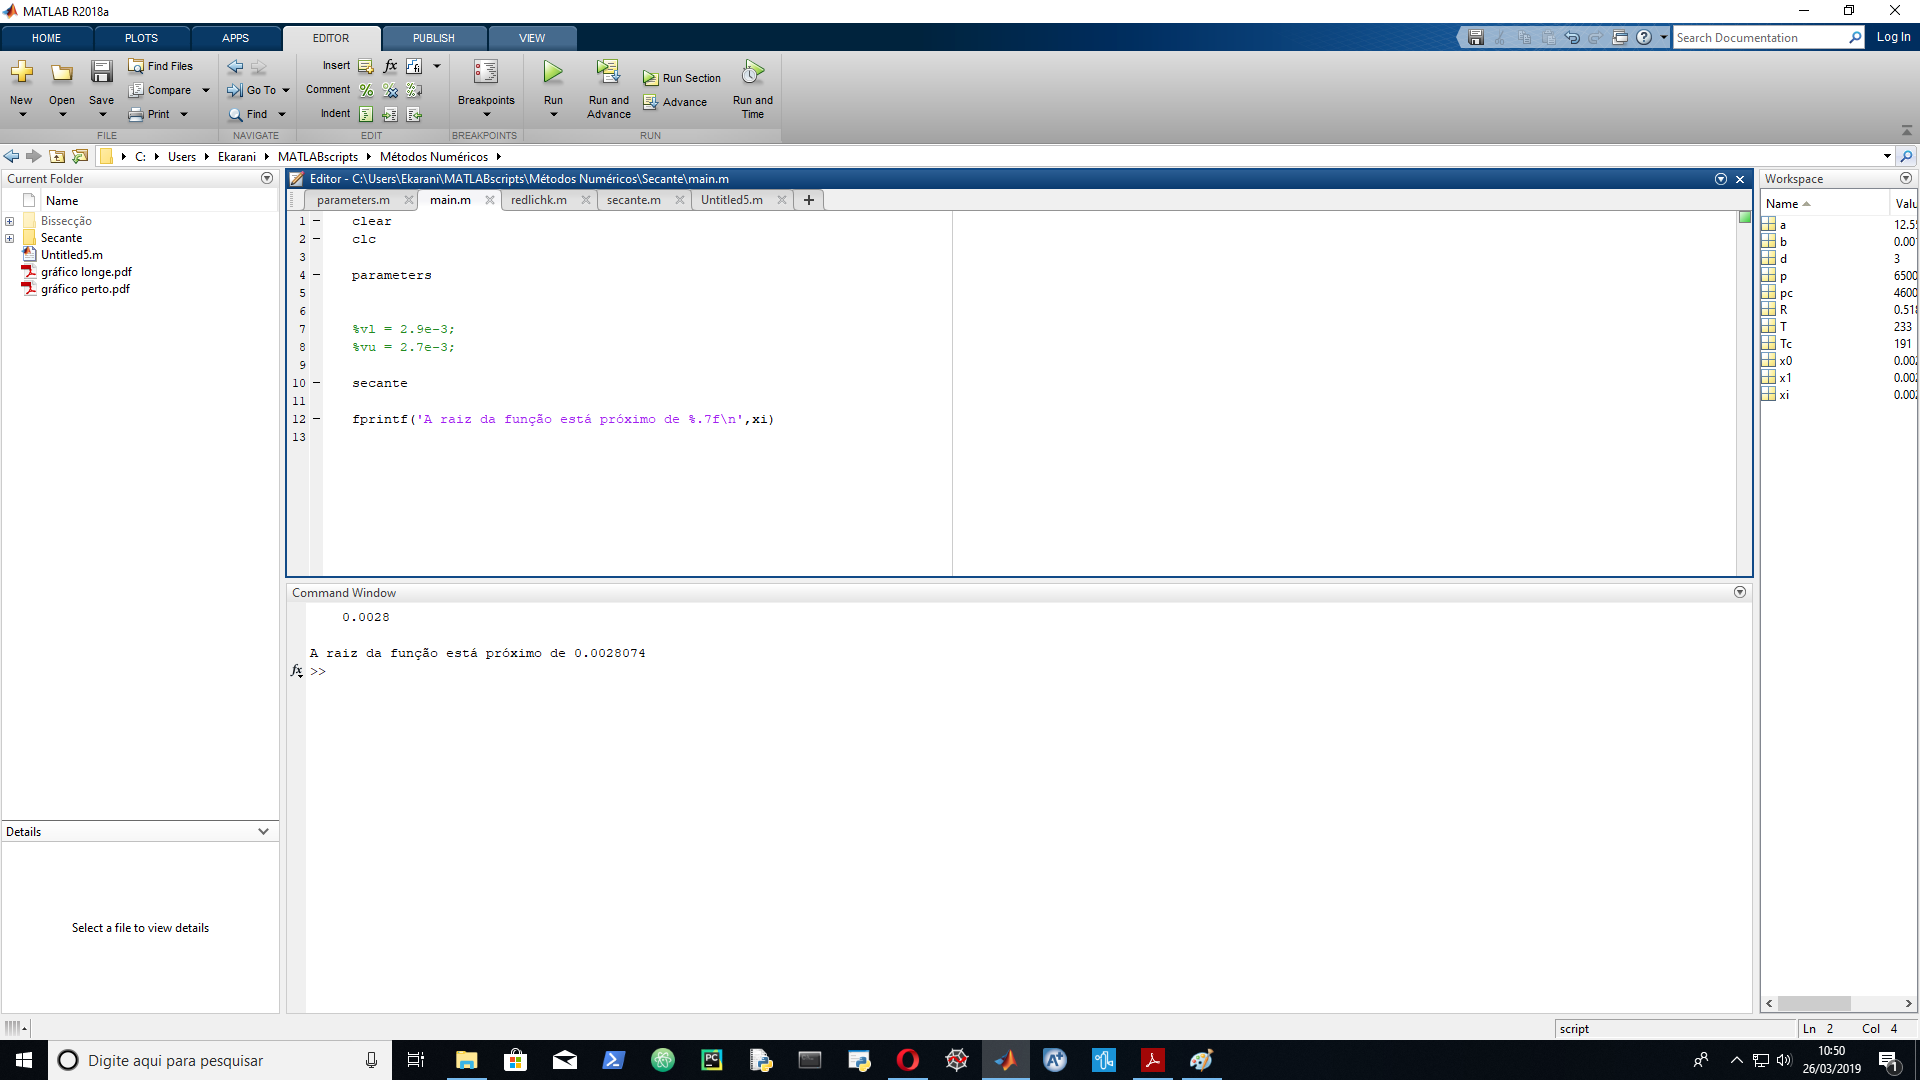 MATLAB R2018a
HOME PLOTS APPS EDITOR PUBLISH VIEW Search Documentation Log In
New Open Save Find Files Compare Print FILE
Go To Find NAVIGATE
Insert fx Comment Indent EDIT
Breakpoints BREAKPOINTS
Run Run and Advance Run Section Advance Run and Time RUN
C: Users Ekarani MATLABscripts Métodos Numéricos
Current Folder
Name
Bissecção
Secante
Untitled5.m
gráfico longe.pdf
gráfico perto.pdf
Details
Select a file to view details
Editor - C:\Users\Ekarani\MATLABscripts\Métodos Numéricos\Secante\main.m
parameters.m main.m redlichk.m secante.m Untitled5.m
1 clear
2 clc
3
4 parameters
5
6
7 %vl = 2.9e-3;
8 %vu = 2.7e-3;
9
10 secante
11
12 fprintf('A raiz da função está próximo de %.7f\n',xi)
13
Command Window
0.0028
A raiz da função está próximo de 0.0028074
fx >>
Workspace
Name Valu
a 12.5
b 0.00
d 3
p 6500
pc 4600
R 0.518
T 233
Tc 191
x0 0.002
x1 0.002
xi 0.002
script Ln 2 Col 4
Digite aqui para pesquisar
10:50
26/03/2019
1